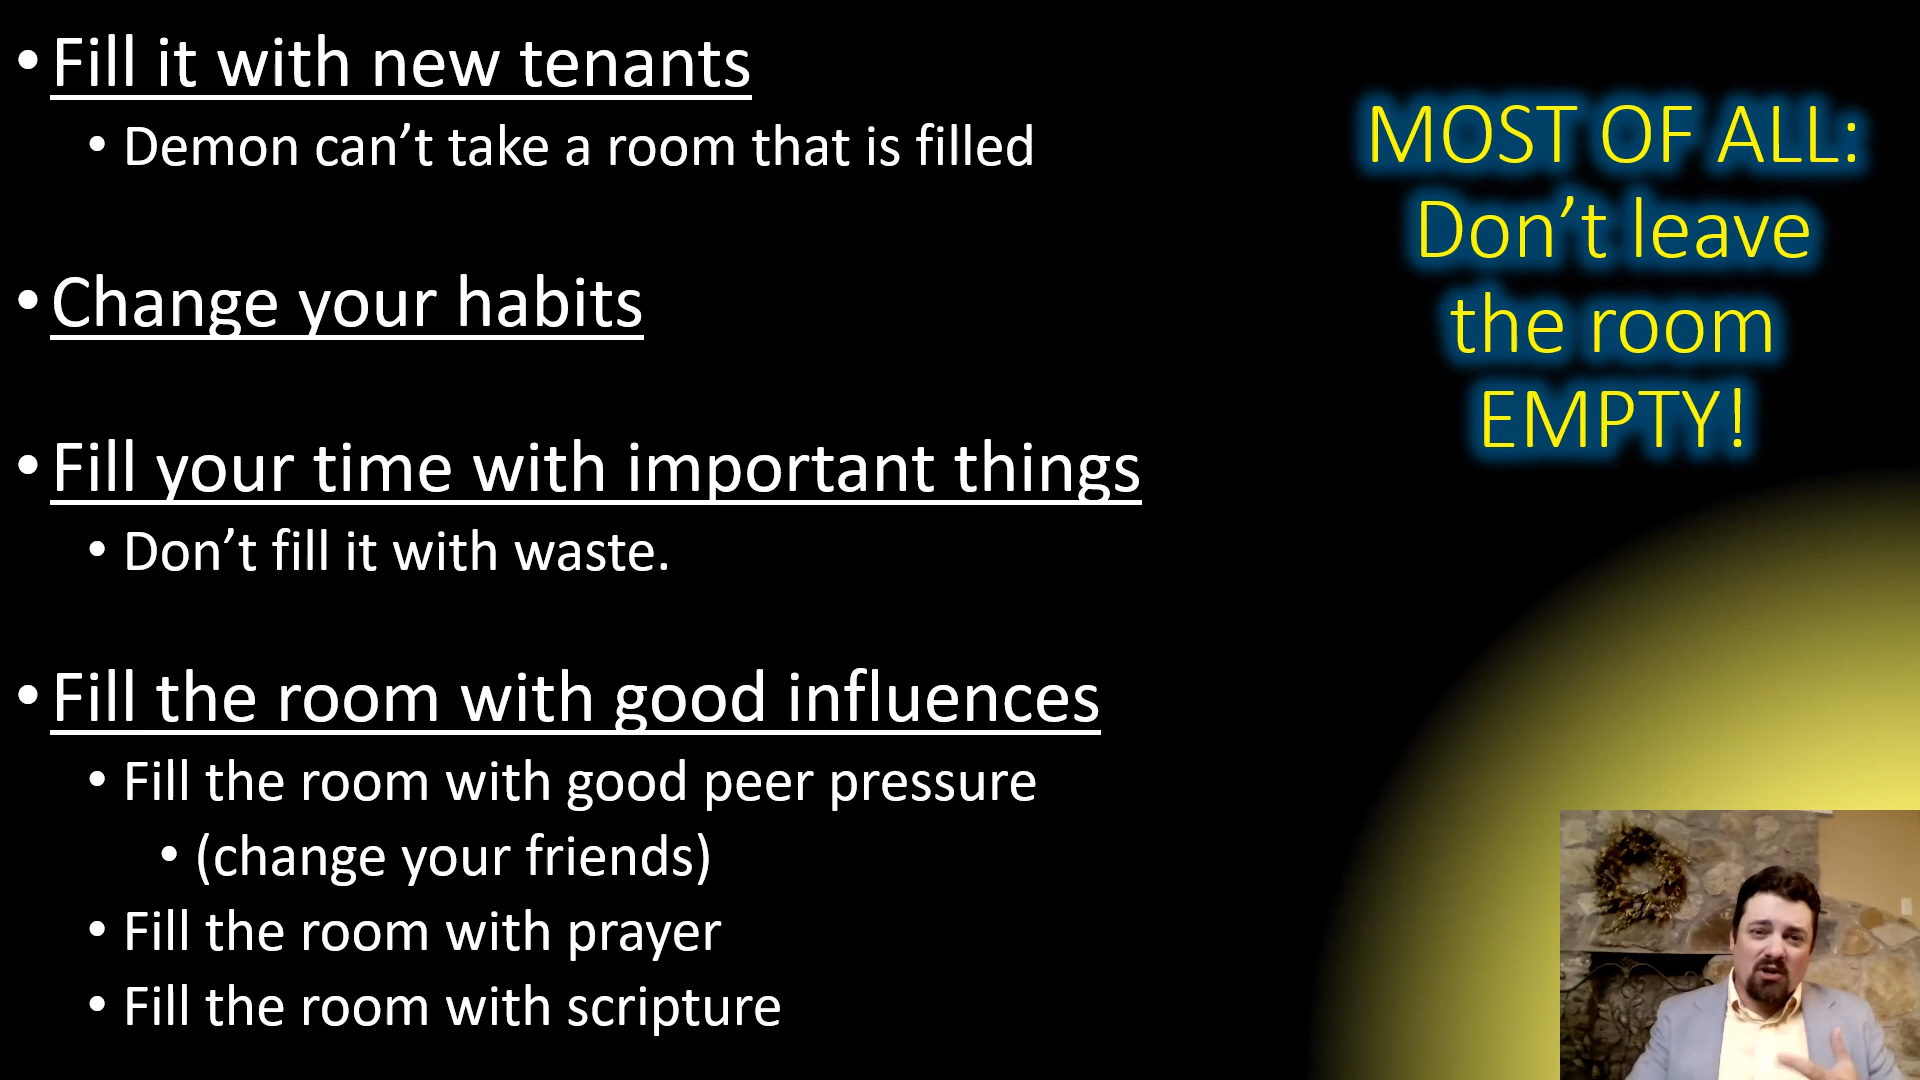 • Fill it with new tenants
• Demon can’t take a room that is filled
• Change your habits
• Fill your time with important things
• Don’t fill it with waste.
• Fill the room with good influences
• Fill the room with good peer pressure
• (change your friends)
• Fill the room with prayer
• Fill the room with scripture
MOST OF ALL:
Don’t leave
the room
EMPTY!